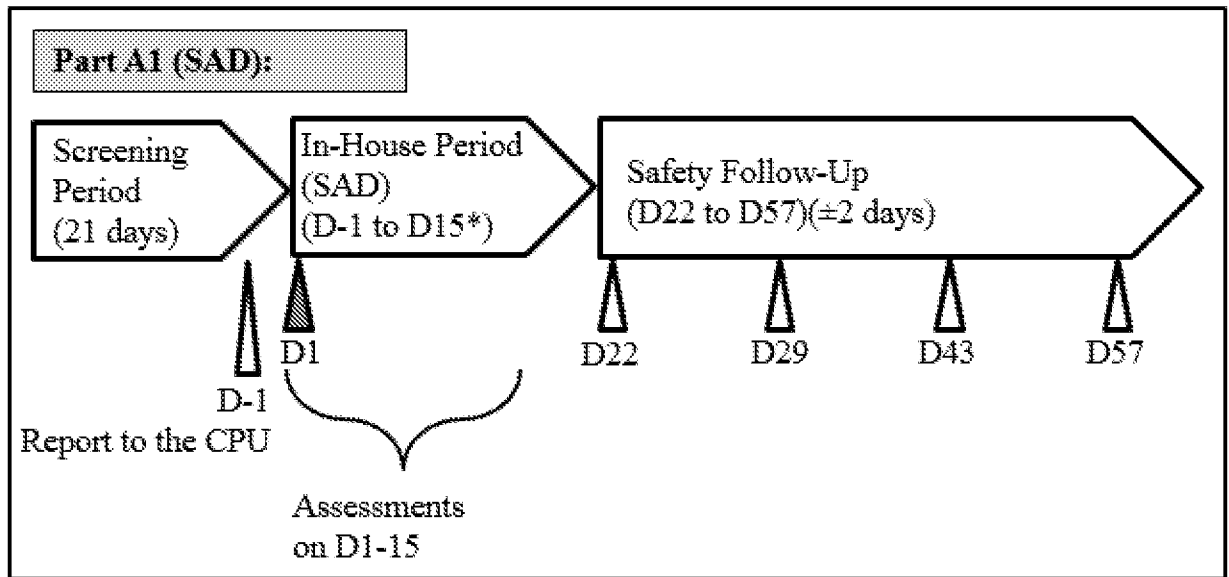 Part A1 (SAD):
Screening
Period
(21 days)
In-House Period
(SAD)
(D-1 to D15*)
Safety Follow-Up
(D22 to D57)(±2 days)
D-1
Report to the CPU
D1
D22
D29
D43
D57
Assessments
on D1-15